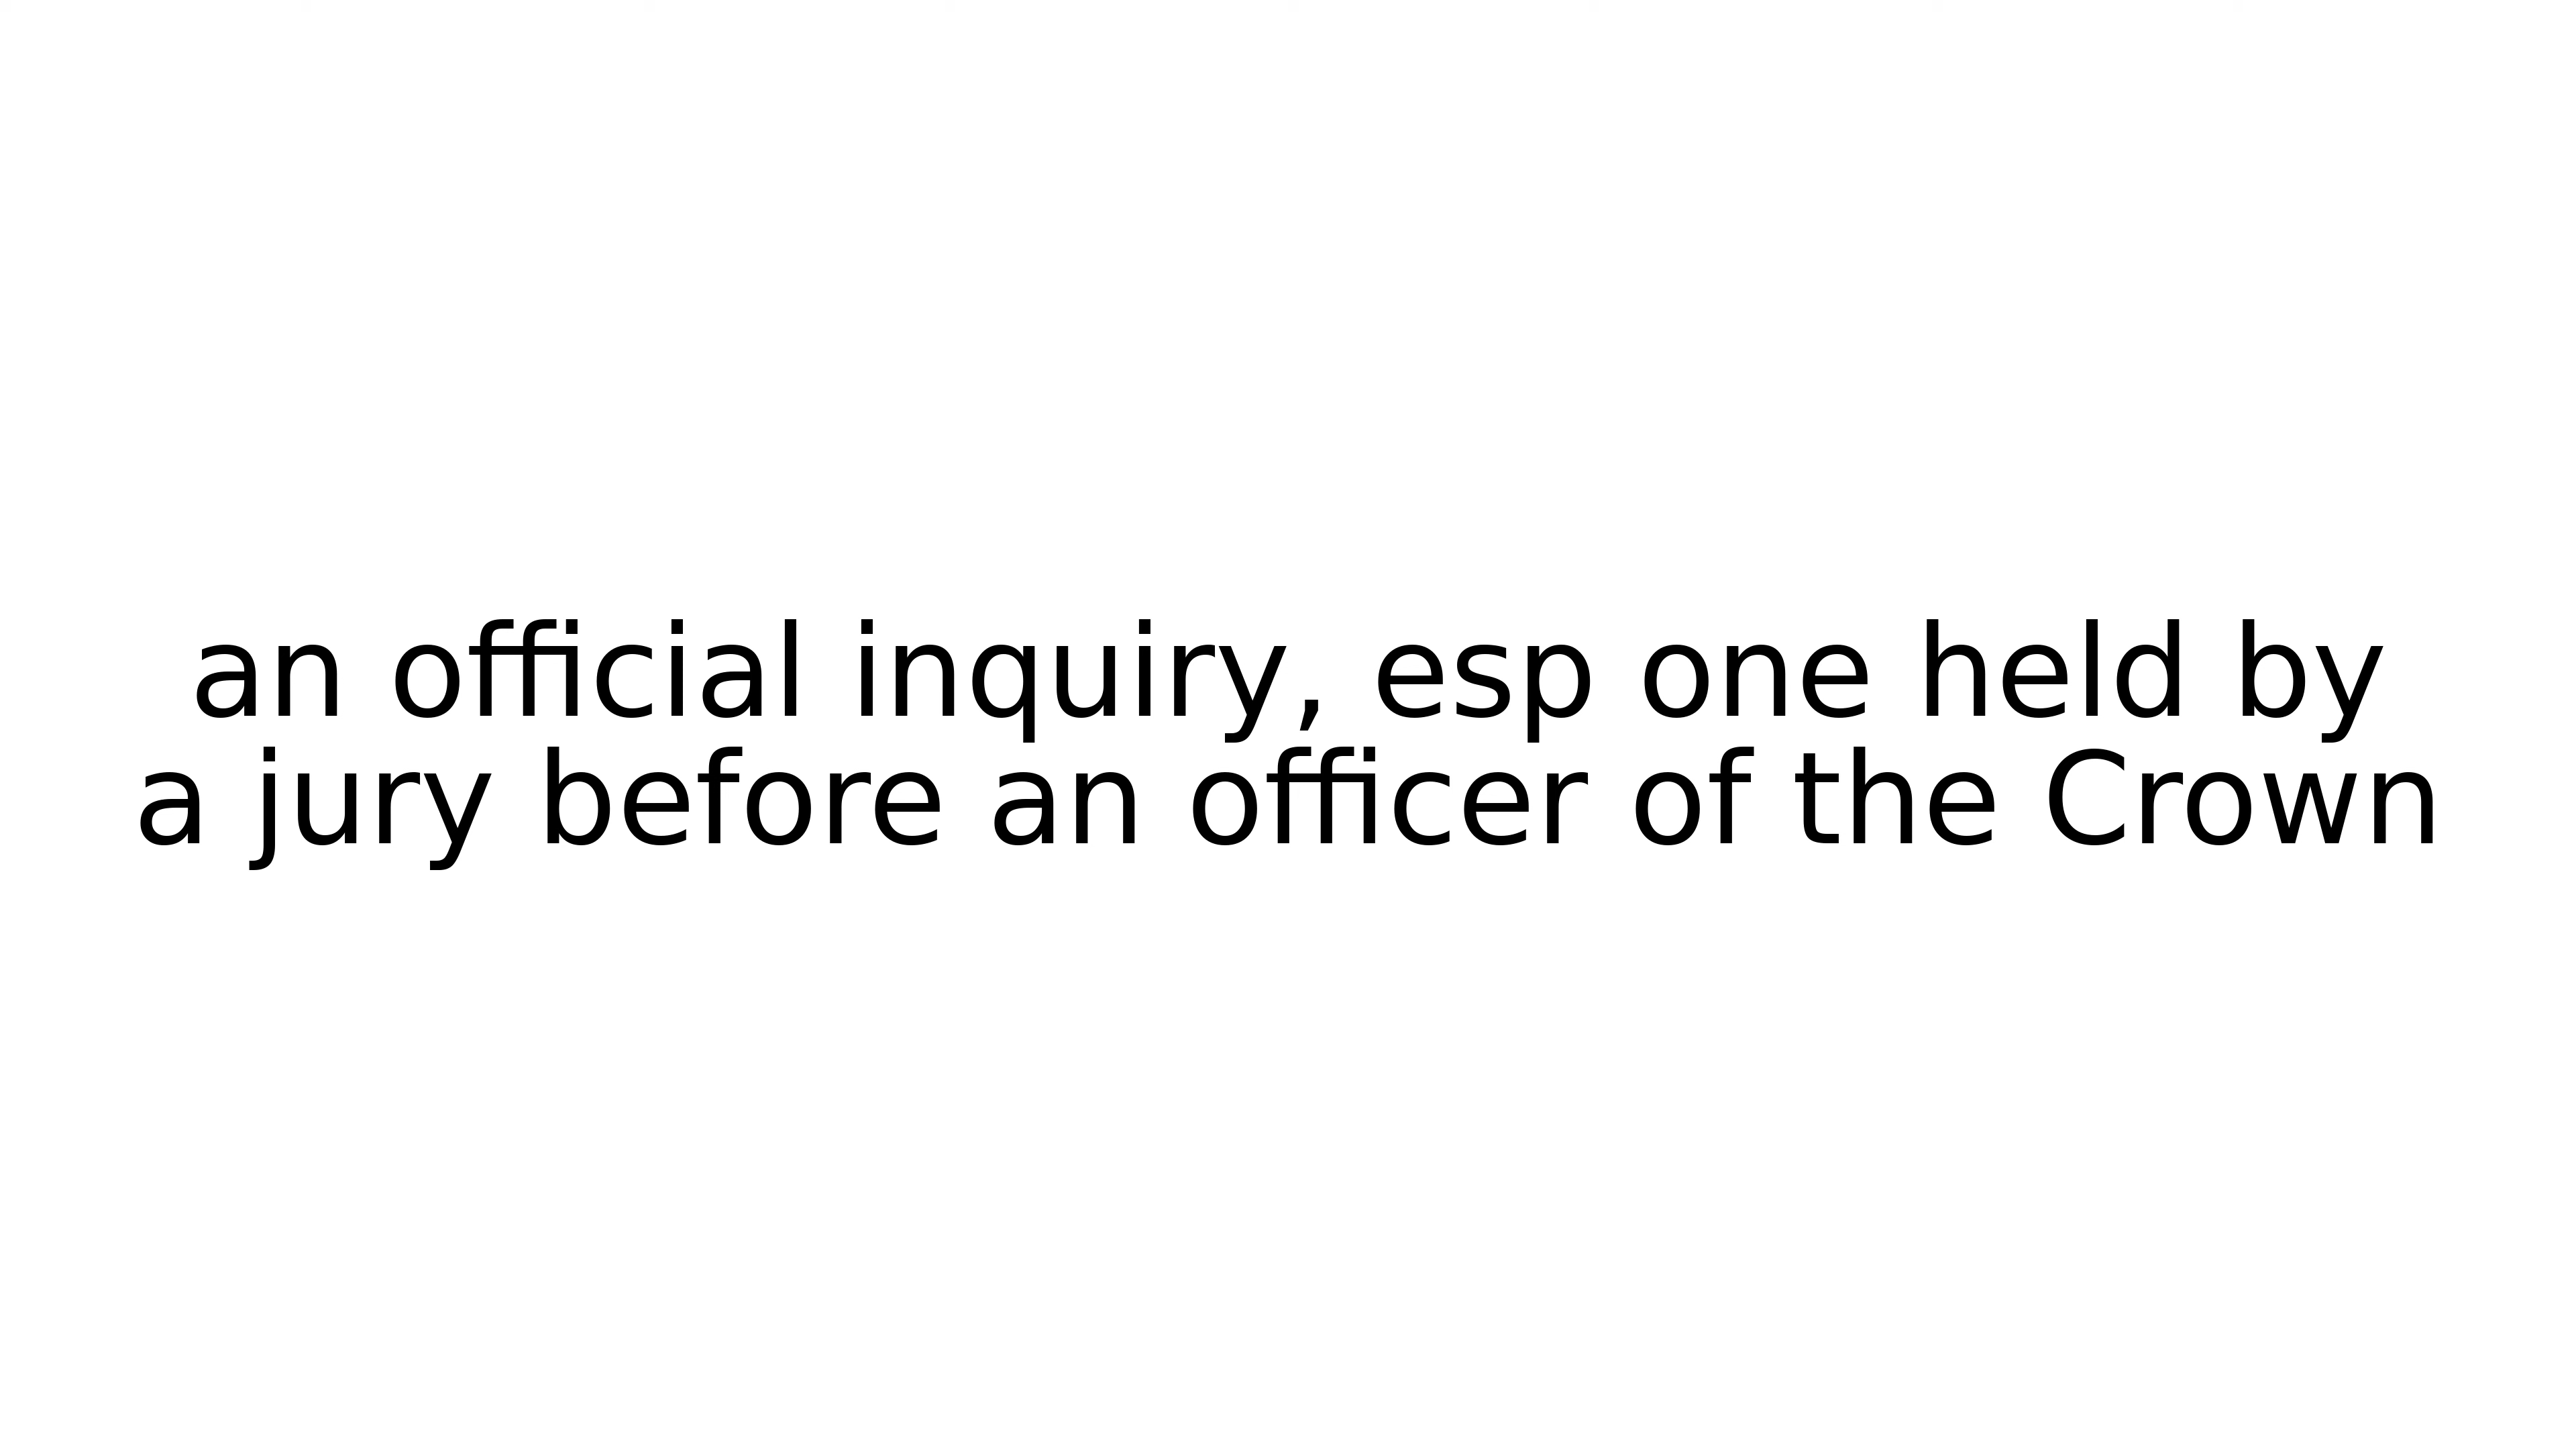 an official inquiry, esp one held by
a jury before an officer of the Crown